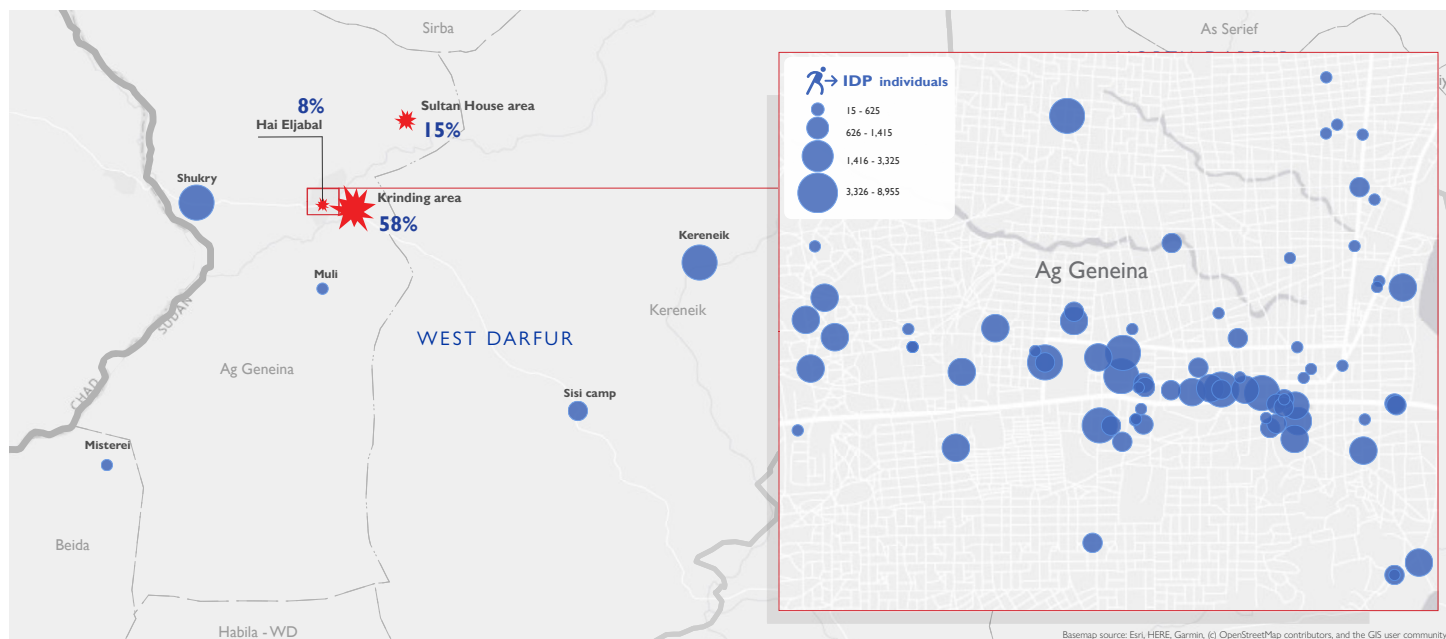 Sirba
As Serief
IDP individuals
15 - 625
626 - 1,415
1,416 - 3,325
3,326 - 8,955
8%
Hai Eljabal
Sultan House area
15%
Shukry
Krinding area
58%
Kereneik
Muli
Kereneik
SUDAN
CHAD
WEST DARFUR
Ag Geneina
Ag Geneina
Sisi camp
Misterei
Beida
Habila - WD
Basemap source: Esri, HERE, Garmin, (c) OpenStreetMap contributors, and the GIS user community